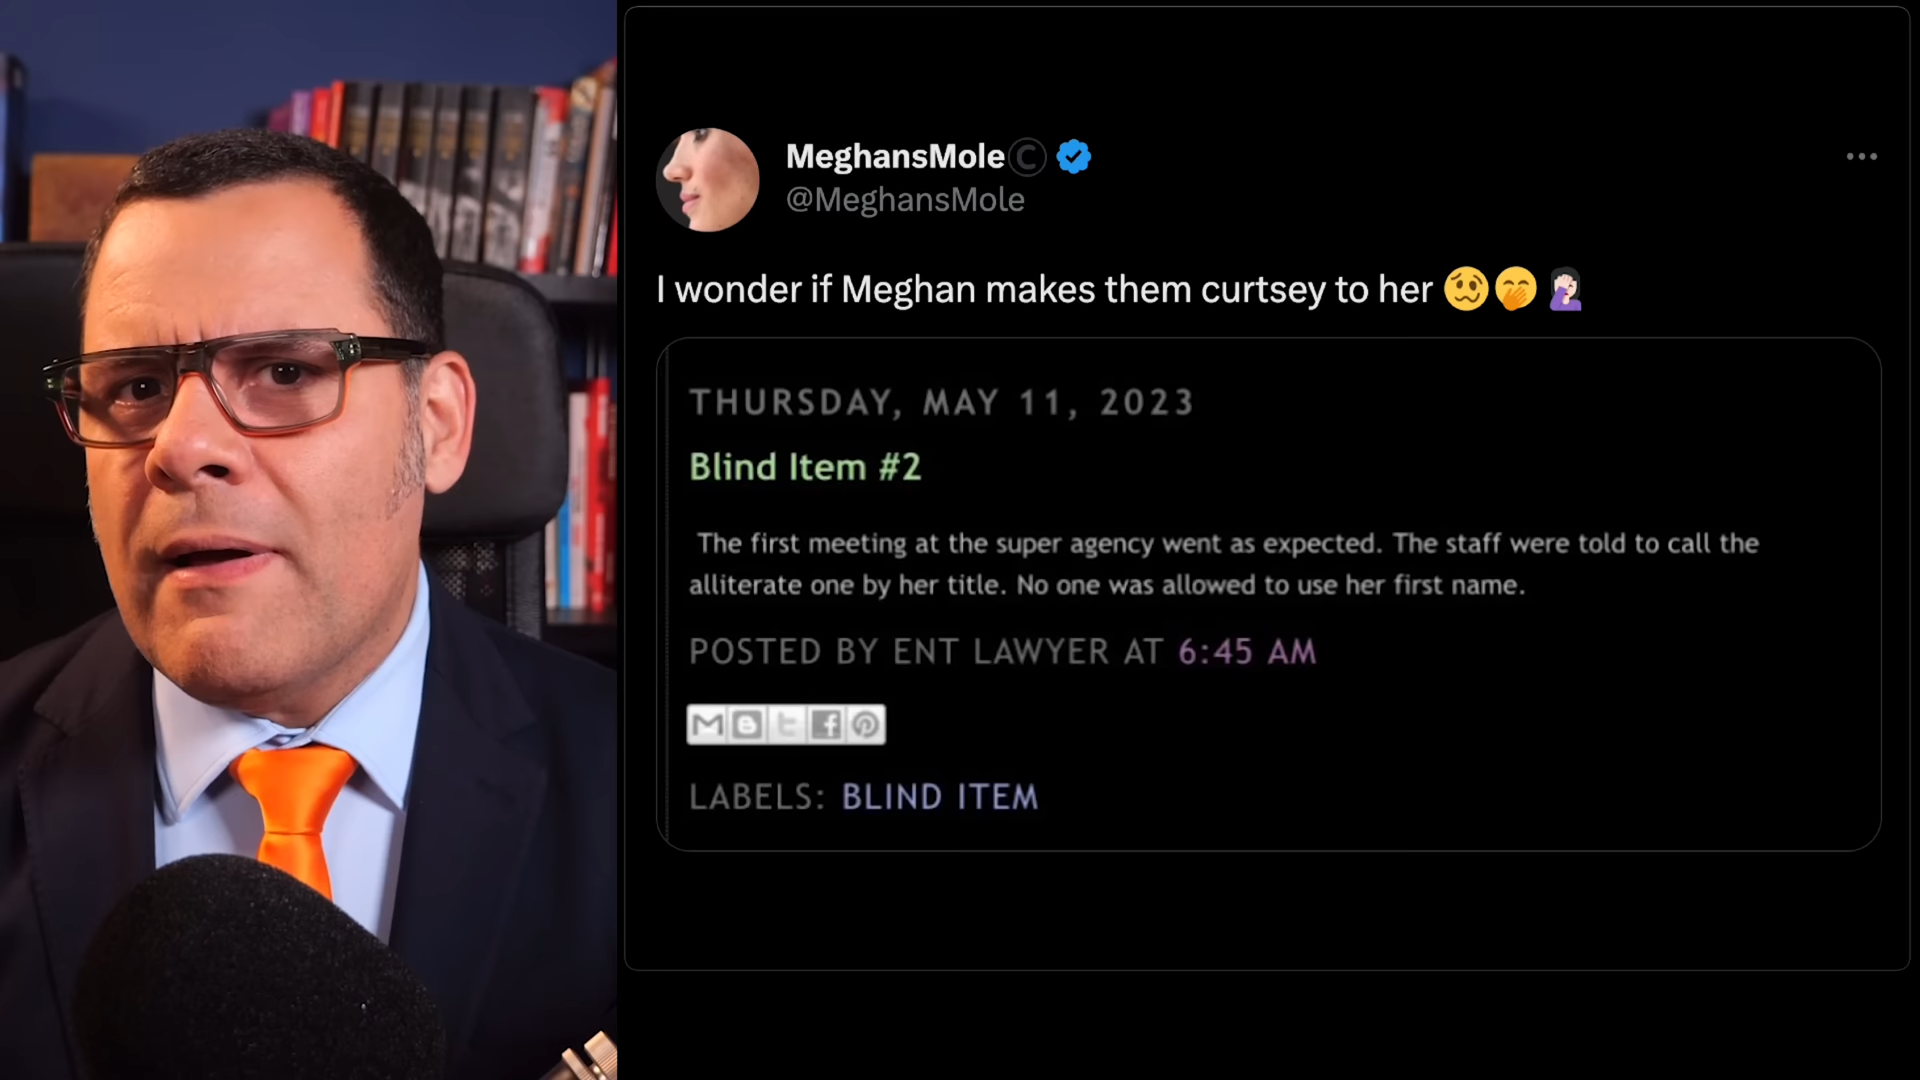 MeghansMole©
@MeghansMole
I wonder if Meghan makes them curtsey to her 🥴🤭🤦🏻‍♀️
THURSDAY, MAY 11, 2023
Blind Item #2
The first meeting at the super agency went as expected. The staff were told to call the
alliterate one by her title. No one was allowed to use her first name.
POSTED BY ENT LAWYER AT 6:45 AM
LABELS: BLIND ITEM